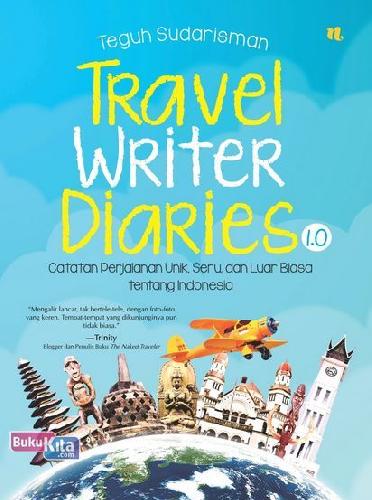 Teguh Sudarisman
n
Travel
Writer
Diaries 1.0
Catatan Perjalanan Unik, Seru, dan Luar Biasa
tentang Indonesia
"Mengalir lancar, tak bertele-tele, dengan foto-foto
yang keren. Tempat-tempat yang dikunjunginya pun
tidak biasa."
—Trinity
Blogger dan Penulis Buku The Naked Traveler
BukuKita
.com